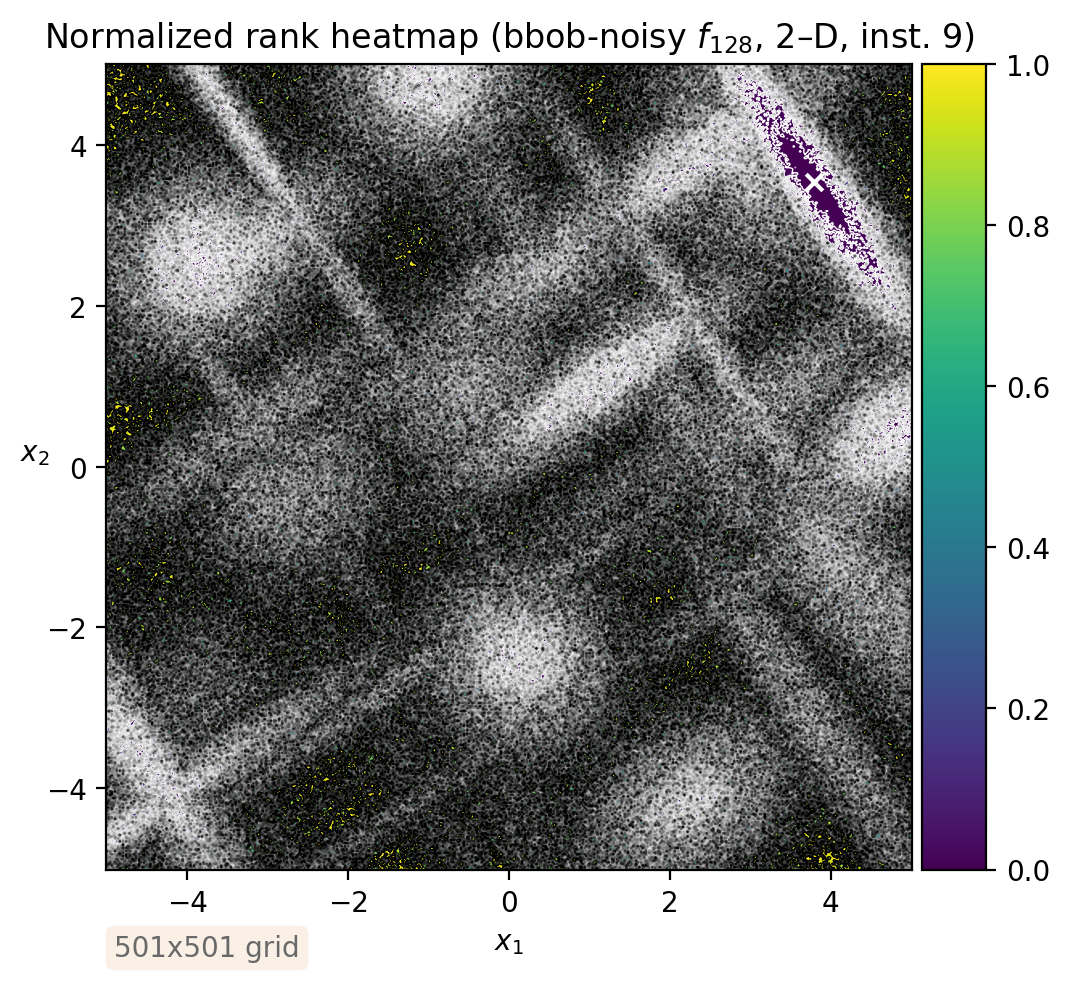 Normalized rank heatmap (bbob-noisy f₁₂₈, 2–D, inst. 9)
1.0
0.8
0.6
0.4
0.2
0.0
4
2
0
−2
−4
x₂
−4 −2 0 2 4
x₁
501x501 grid